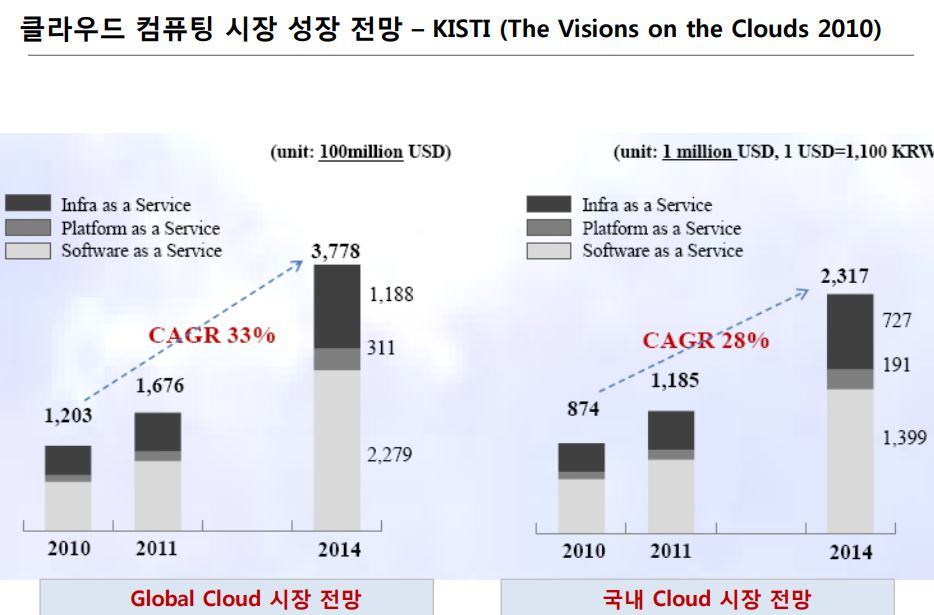 클라우드 컴퓨팅 시장 성장 전망 – KISTI (The Visions on the Clouds 2010)
(unit: 100million USD)
Infra as a Service
Platform as a Service
Software as a Service
3,778
1,188
CAGR 33%
311
1,676
1,203
2,279
2010
2011
2014
Global Cloud 시장 전망
(unit: 1 million USD, 1 USD=1,100 KRW
Infra as a Service
Platform as a Service
Software as a Service
2,317
727
CAGR 28%
191
1,185
874
1,399
2010
2011
2014
국내 Cloud 시장 전망